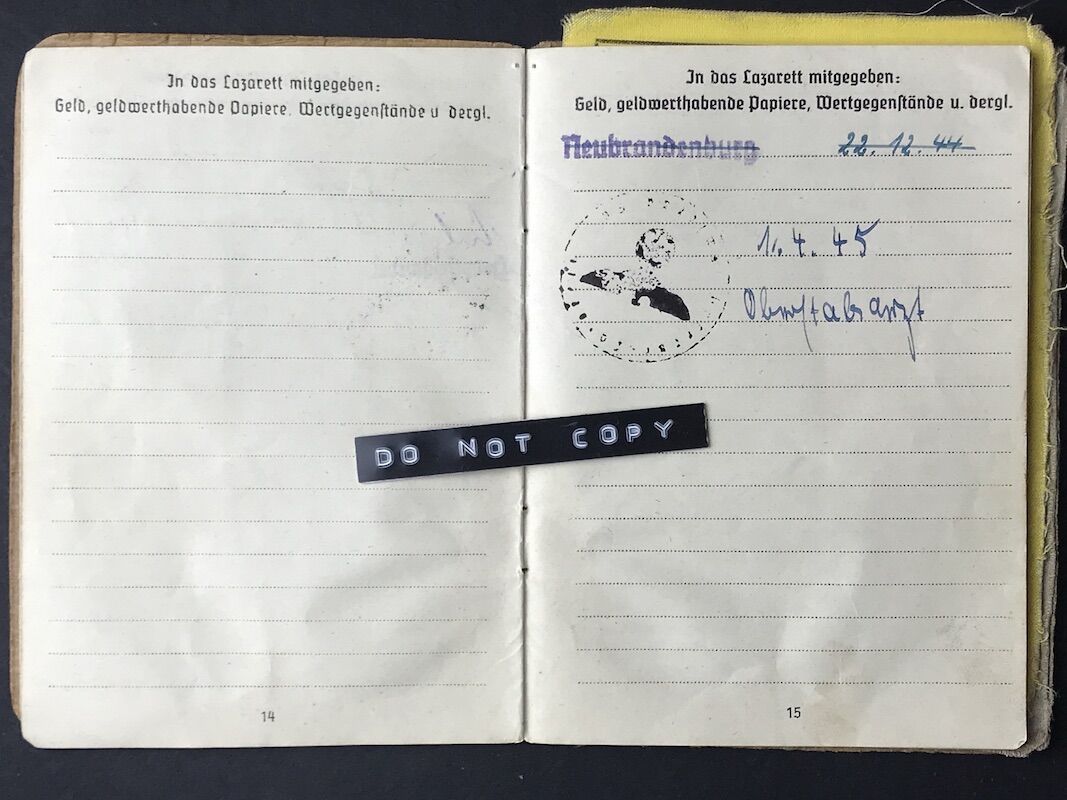 In das Lazarett mitgegeben:
Geld, geldwerthabende Papiere, Wertgegenstände u dergl.
14
In das Lazarett mitgegeben:
Geld, geldwerthabende Papiere, Wertgegenstände u. dergl.
Neubrandenburg 22.12.44
1.4.45
Oberstabsarzt
15
DO NOT COPY